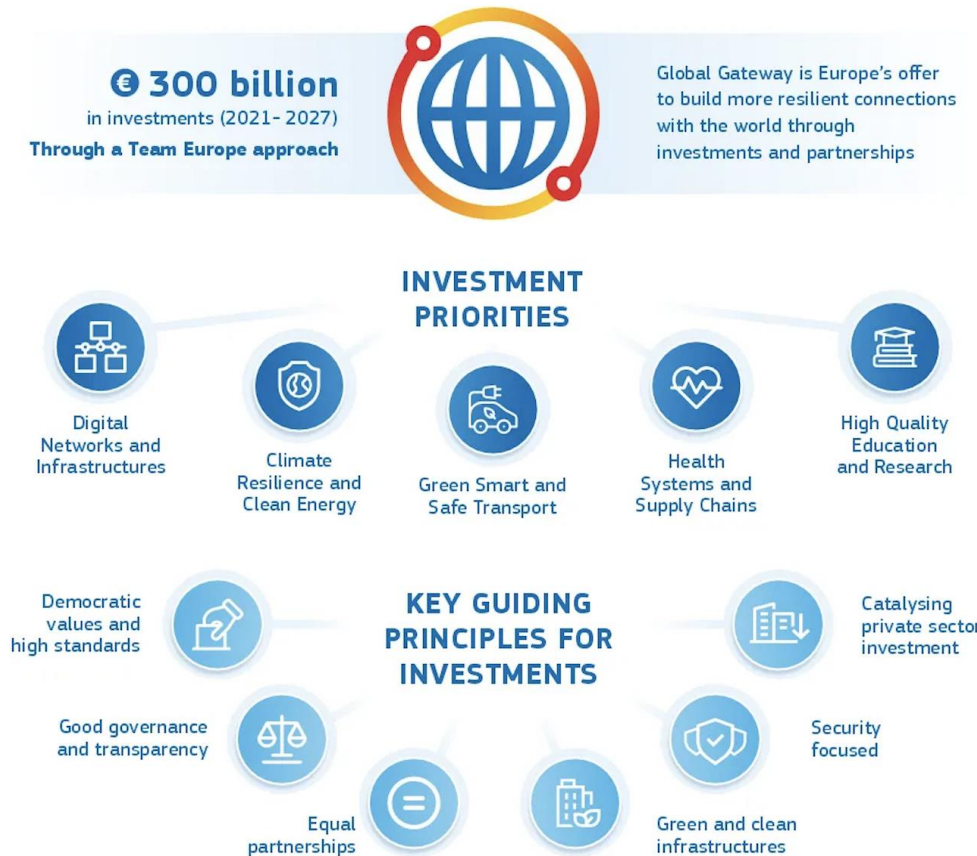 € 300 billion
in investments (2021- 2027)
Through a Team Europe approach
Global Gateway is Europe's offer
to build more resilient connections
with the world through
investments and partnerships
INVESTMENT
PRIORITIES
Digital
Networks and
Infrastructures
Climate
Resilience and
Clean Energy
Green Smart and
Safe Transport
Health
Systems and
Supply Chains
High Quality
Education
and Research
KEY GUIDING
PRINCIPLES FOR
INVESTMENTS
Democratic
values and
high standards
Good governance
and transparency
Equal
partnerships
Green and clean
infrastructures
Security
focused
Catalysing
private sector
investment